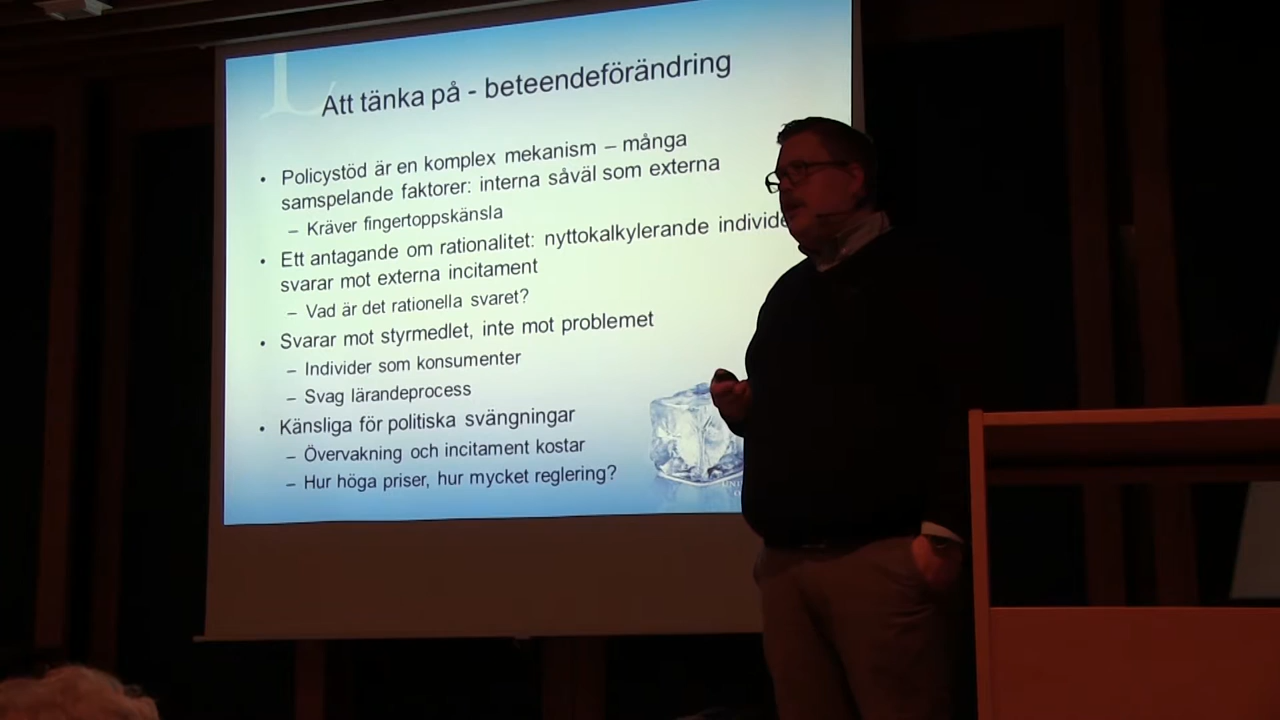 Att tänka på - beteendeförändring
• Policystöd är en komplex mekanism – många
samspelande faktorer: interna såväl som externa
– Kräver fingertoppskänsla
• Ett antagande om rationalitet: nyttokalkylerande
svarar mot externa incitament
– Vad är det rationella svaret?
• Svarar mot styrmedlet, inte mot problemet
– Individer som konsumenter
– Svag lärandeprocess
• Känsliga för politiska svängningar
– Övervakning och incitament kostar
– Hur höga priser, hur mycket reglering?